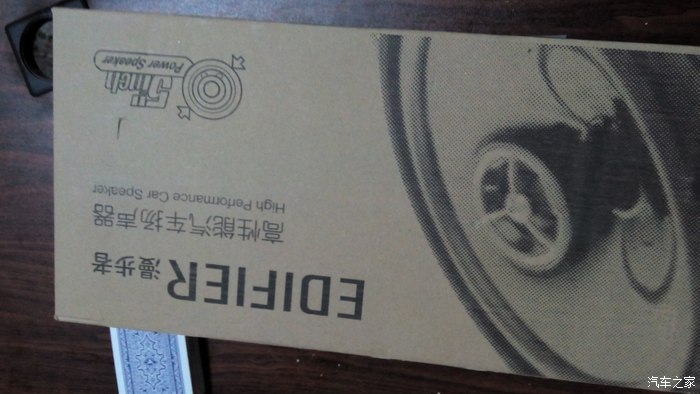 EDIFIER 漫步者
高性能汽车扬声器
High Performance Car Speaker
5inch
Power Speaker
汽车之家